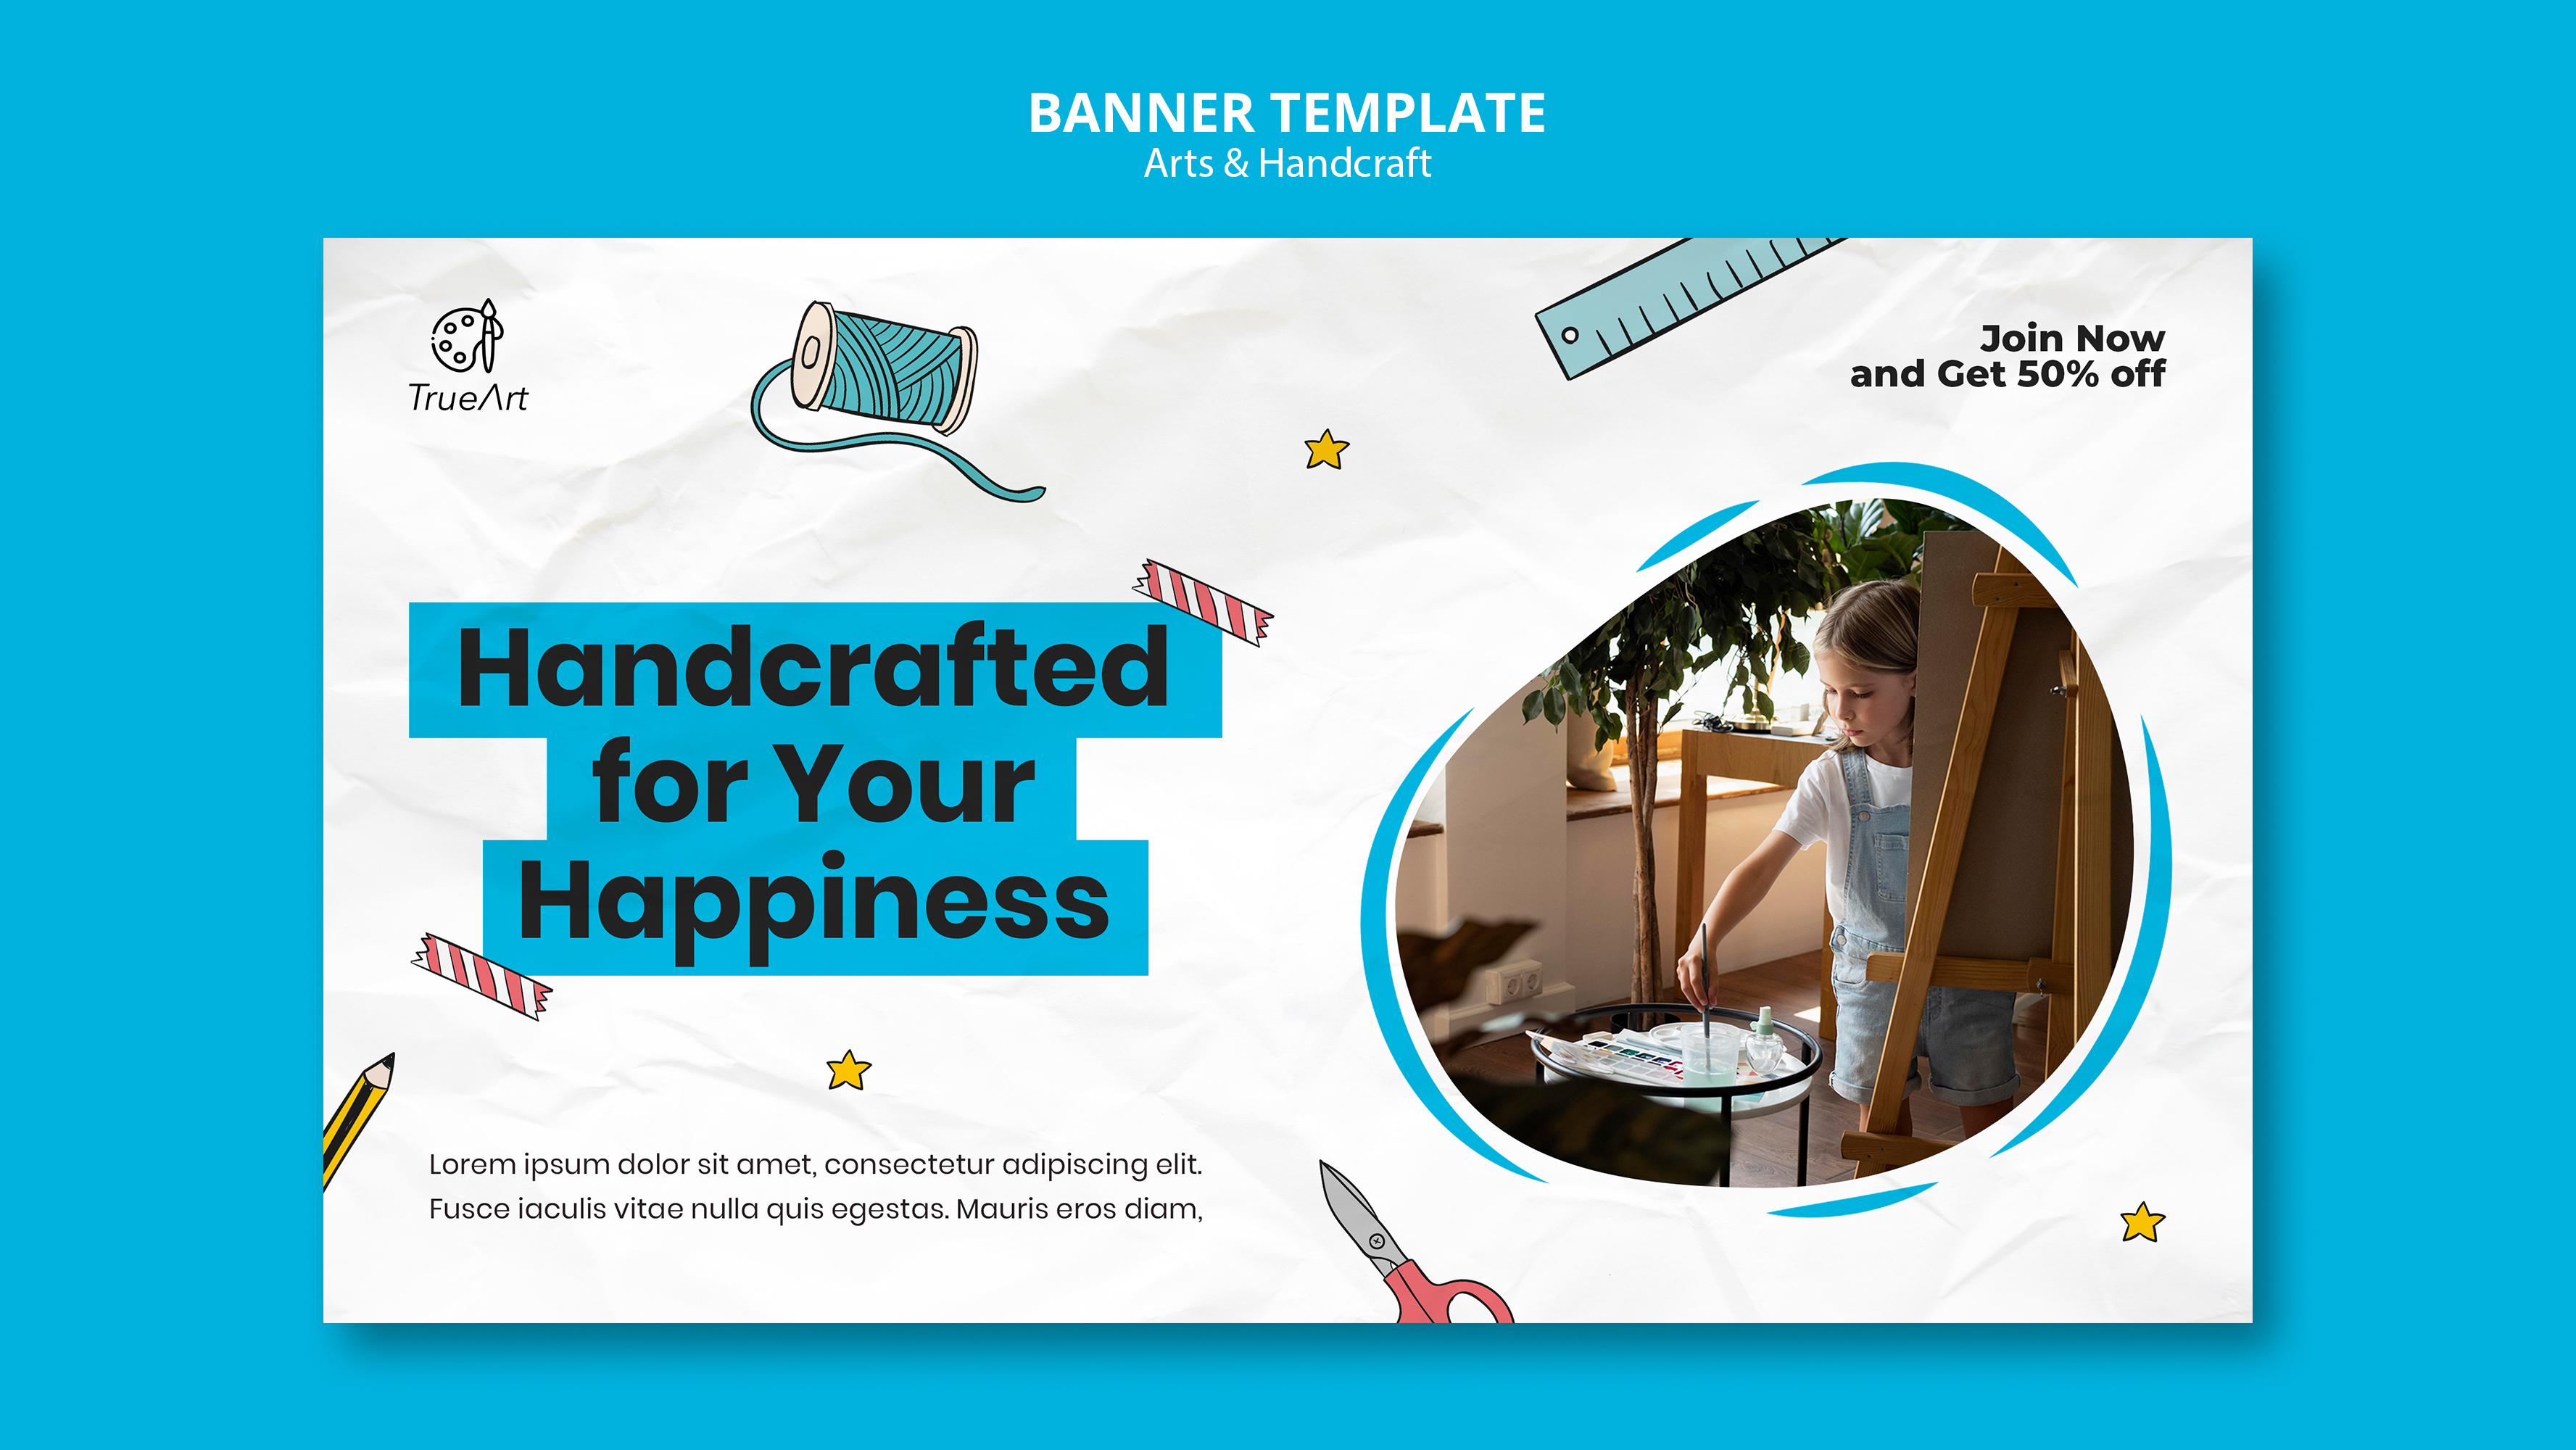 BANNER TEMPLATE
Arts & Handcraft
TrueΛrt
Join Now
and Get 50% off
Handcrafted
for Your
Happiness
Lorem ipsum dolor sit amet, consectetur adipiscing elit.
Fusce iaculis vitae nulla quis egestas. Mauris eros diam,